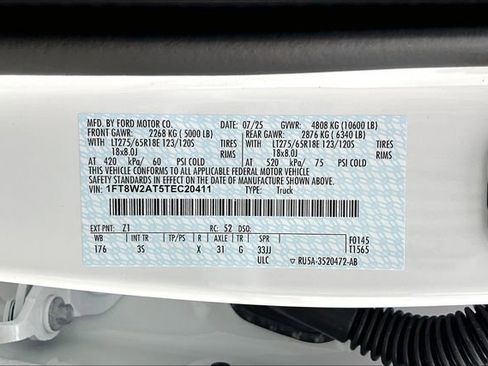 MFD. BY FORD MOTOR CO. 07/25 GVWR: 4808 KG (10600 LB)
FRONT GAWR: 2268 KG (5000 LB) REAR GAWR: 2876 KG (6340 LB)
WITH LT275/65R18E 123/120S TIRES WITH LT275/65R18E 123/120S TIRES
18x8.0J RIMS 18x8.0J RIMS
AT 420 kPa/ 60 PSI COLD AT 520 kPa/ 75 PSI COLD
THIS VEHICLE CONFORMS TO ALL APPLICABLE FEDERAL MOTOR VEHICLE
SAFETY STANDARDS IN EFFECT ON THE DATE OF MANUFACTURE SHOWN ABOVE.
VIN: 1FT8W2AT5TEC20411 TYPE: Truck
EXT PNT: Z1 RC: 52 DSO:
WB INT TR TP/PS R AXLE TR SPR F0145
176 3S X 31 G 33JJ T1565
ULC RU5A-3520472-AB